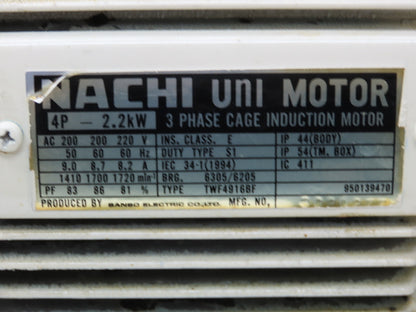 NACHI UNI MOTOR
4P - 2.2kW 3 PHASE CAGE INDUCTION MOTOR
AC 200 200 220 V INS. CLASS. E IP 44(BODY)
50 60 60 Hz DUTY TYPE S1 IP 54(TM. BOX)
9.0 8.7 8.2 A IEC 34-1(1994) IC 411
1410 1700 1720 min⁻¹ BRG. 6305/6205
PF 83 86 81 % TYPE TWF4916BF 950139470
PRODUCED BY SANSO ELECTRIC CO.,LTD. MFG. NO.